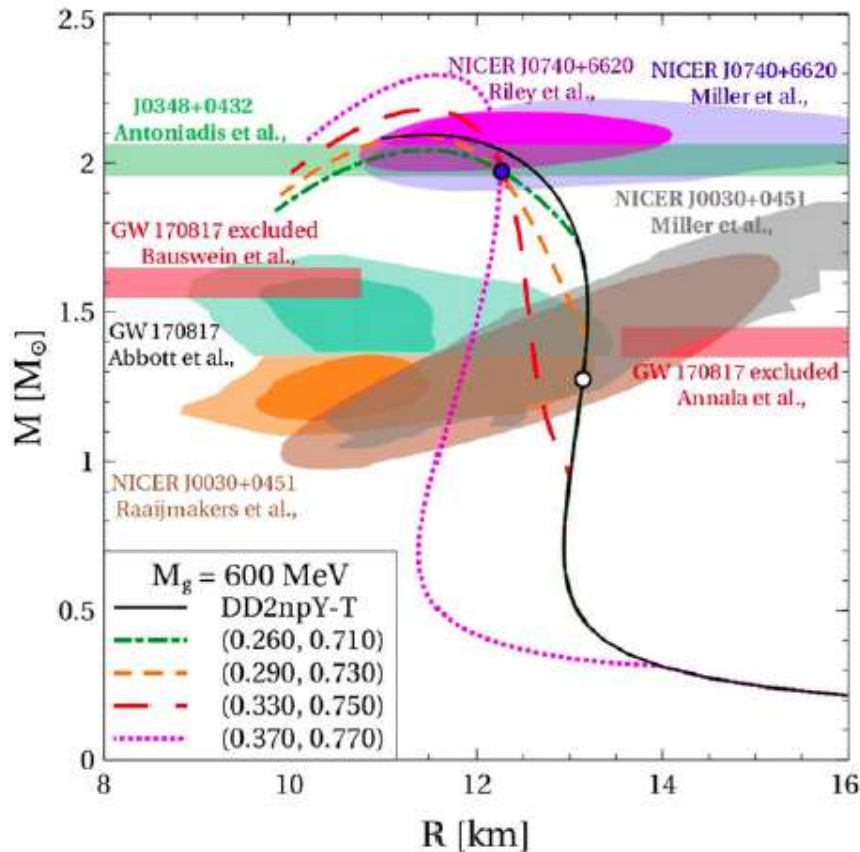 2.5
2
1.5
1
0.5
0
M [M⊙]
NICER J0740+6620
Riley et al.,
NICER J0740+6620
Miller et al.,
J0348+0432
Antoniadis et al.,
NICER J0030+0451
Miller et al.,
GW 170817 excluded
Bauswein et al.,
GW 170817
Abbott et al.,
GW 170817 excluded
Annala et al.,
NICER J0030+0451
Raaijmakers et al.,
M_g = 600 MeV
DD2npY-T
(0.260, 0.710)
(0.290, 0.730)
(0.330, 0.750)
(0.370, 0.770)
8 10 12 14 16
R [km]